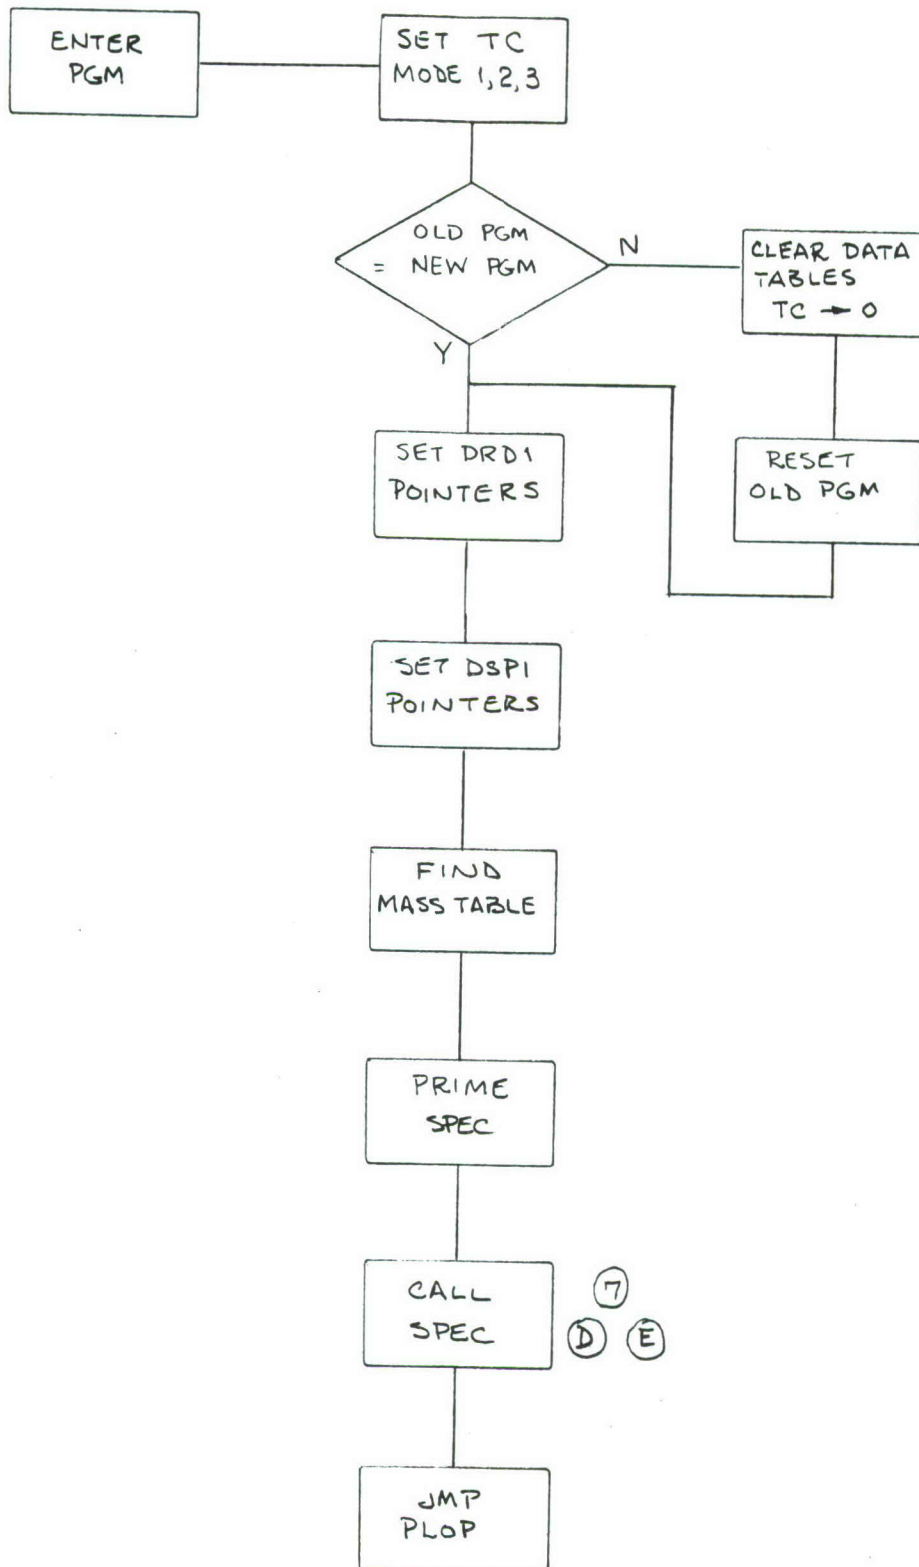 ENTER
PGM
SET TC
MODE 1,2,3
OLD PGM
= NEW PGM
N
Y
CLEAR DATA
TABLES
TC → 0
RESET
OLD PGM
SET DRD1
POINTERS
SET DSP1
POINTERS
FIND
MASS TABLE
PRIME
SPEC
CALL
SPEC
7
D E
JMP
PLOP